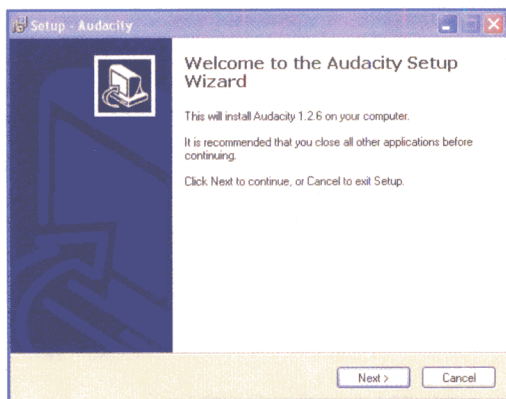 Setup - Audacity
Welcome to the Audacity Setup
Wizard
This will install Audacity 1.2.6 on your computer.
It is recommended that you close all other applications before
continuing.
Click Next to continue, or Cancel to exit Setup.
Next >
Cancel